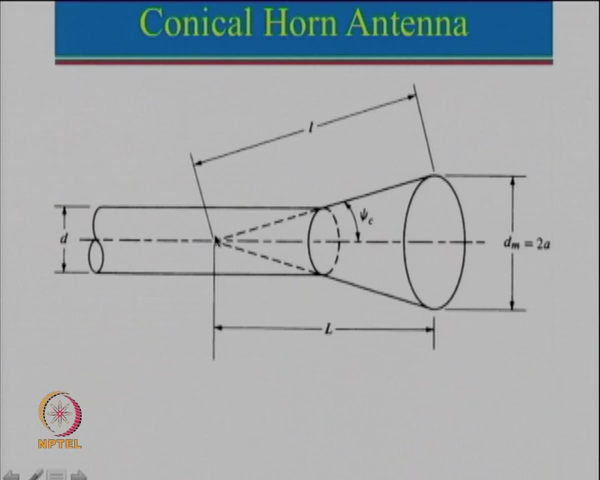 Conical Horn Antenna
l
ψc
d
dm = 2a
L
NPTEL